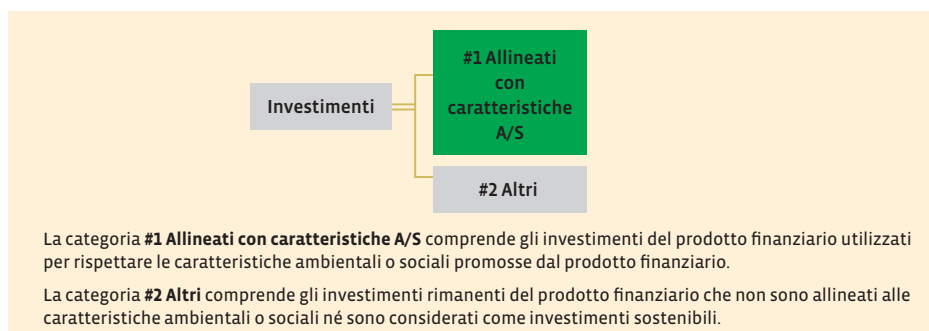 #1 Allineati
con
caratteristiche
A/S
Investimenti
#2 Altri
La categoria #1 Allineati con caratteristiche A/S comprende gli investimenti del prodotto finanziario utilizzati
per rispettare le caratteristiche ambientali o sociali promosse dal prodotto finanziario.
La categoria #2 Altri comprende gli investimenti rimanenti del prodotto finanziario che non sono allineati alle
caratteristiche ambientali o sociali né sono considerati come investimenti sostenibili.